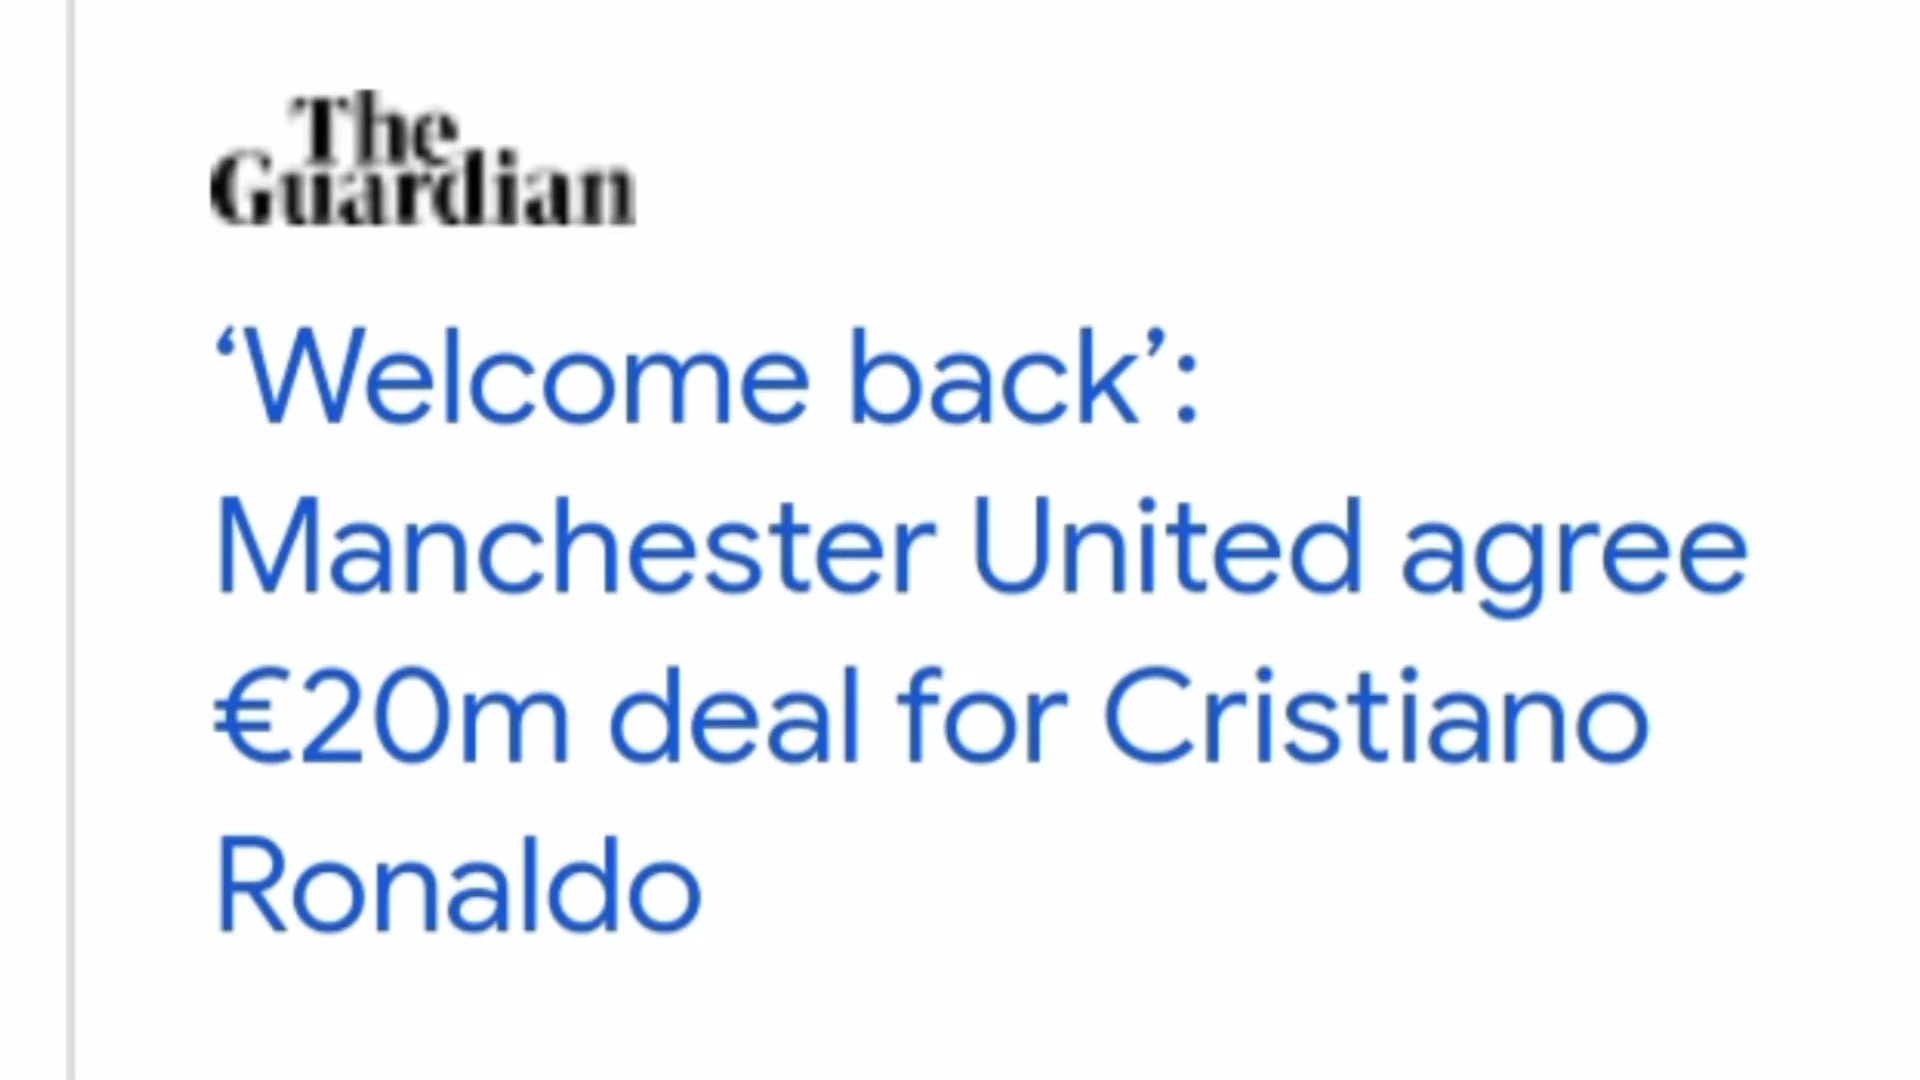 The
Guardian
‘Welcome back’:
Manchester United agree
€20m deal for Cristiano
Ronaldo